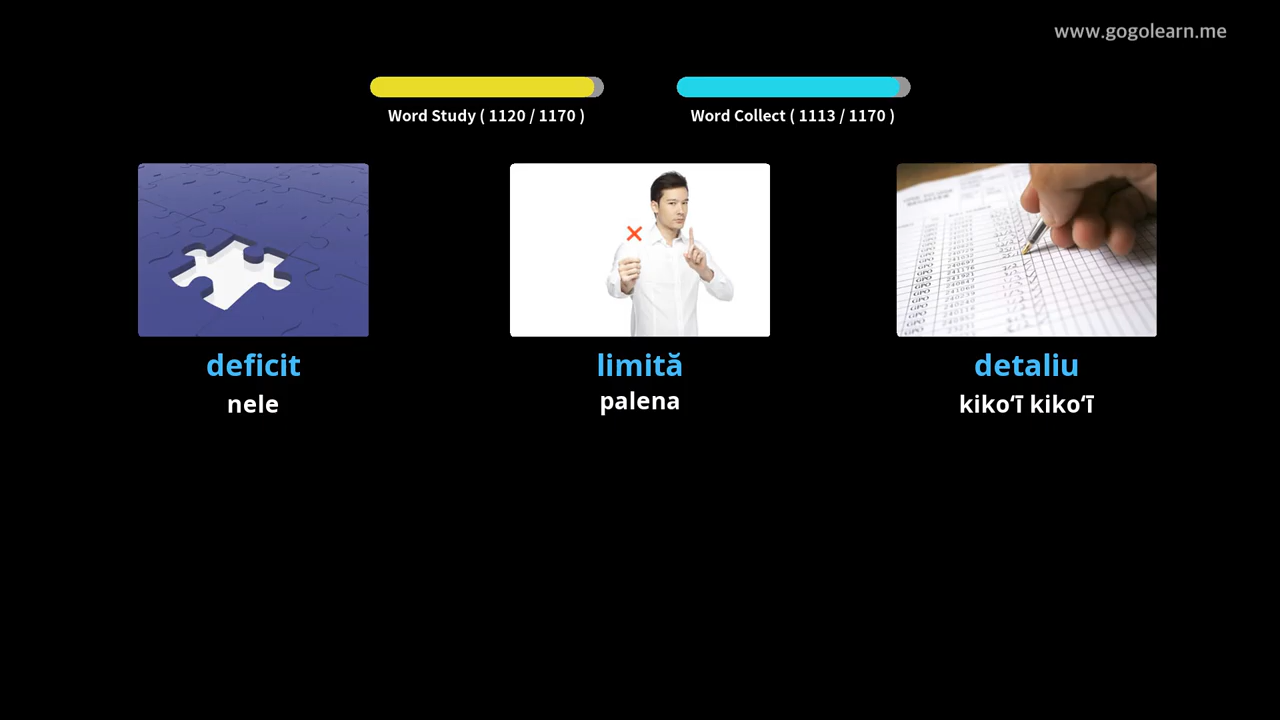 www.gogolearn.me
Word Study ( 1120 / 1170 )
Word Collect ( 1113 / 1170 )
deficit
limită
detaliu
nele
palena
kikoʻī kikoʻī